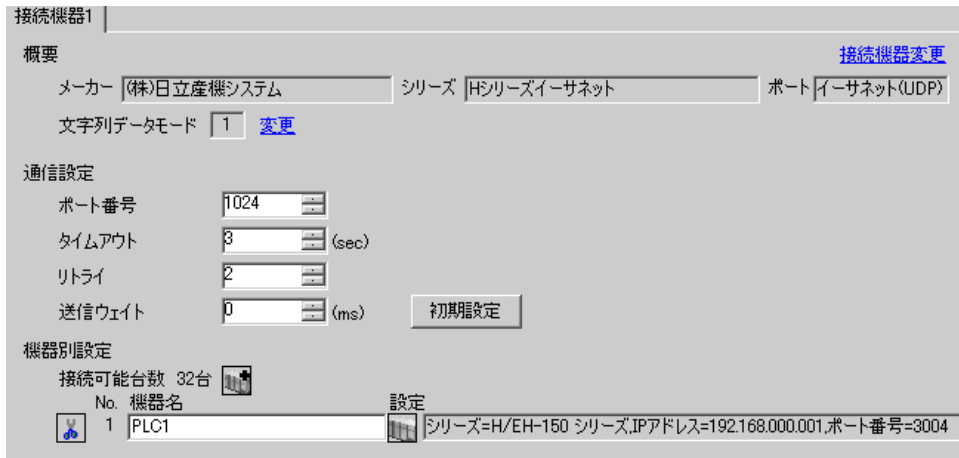 接続機器1
概要 接続機器変更
メーカー (株)日立産機システム シリーズ Hシリーズイーサネット ポート イーサネット(UDP)
文字列データモード 1 変更
通信設定
ポート番号 1024
タイムアウト 3 (sec)
リトライ 2
送信ウェイト 0 (ms) 初期設定
機器別設定
接続可能台数 32台
No. 機器名 設定
1 PLC1 シリーズ=H/EH-150 シリーズ,IPアドレス=192.168.000.001,ポート番号=3004